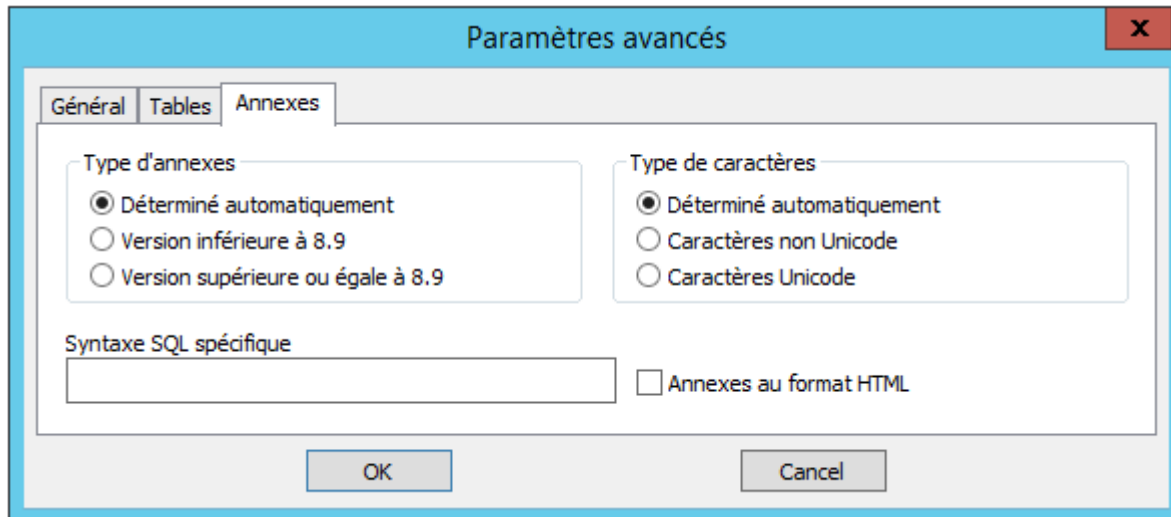 Paramètres avancés
x
Général Tables Annexes
Type d'annexes
Déterminé automatiquement
Version inférieure à 8.9
Version supérieure ou égale à 8.9
Type de caractères
Déterminé automatiquement
Caractères non Unicode
Caractères Unicode
Syntaxe SQL spécifique
Annexes au format HTML
OK Cancel